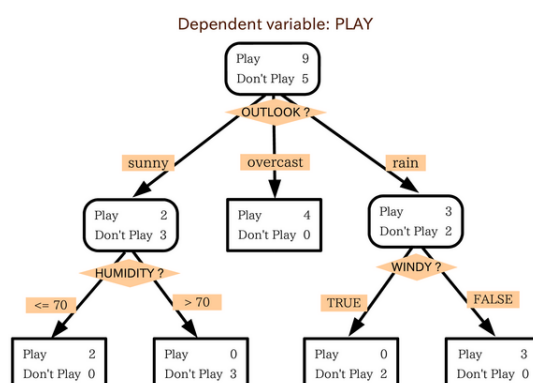 Dependent variable: PLAY
Play 9
Don't Play 5
OUTLOOK ?
sunny
overcast
rain
Play 2
Don't Play 3
Play 4
Don't Play 0
Play 3
Don't Play 2
HUMIDITY ?
WINDY ?
<= 70
> 70
TRUE
FALSE
Play 2
Don't Play 0
Play 0
Don't Play 3
Play 0
Don't Play 2
Play 3
Don't Play 0